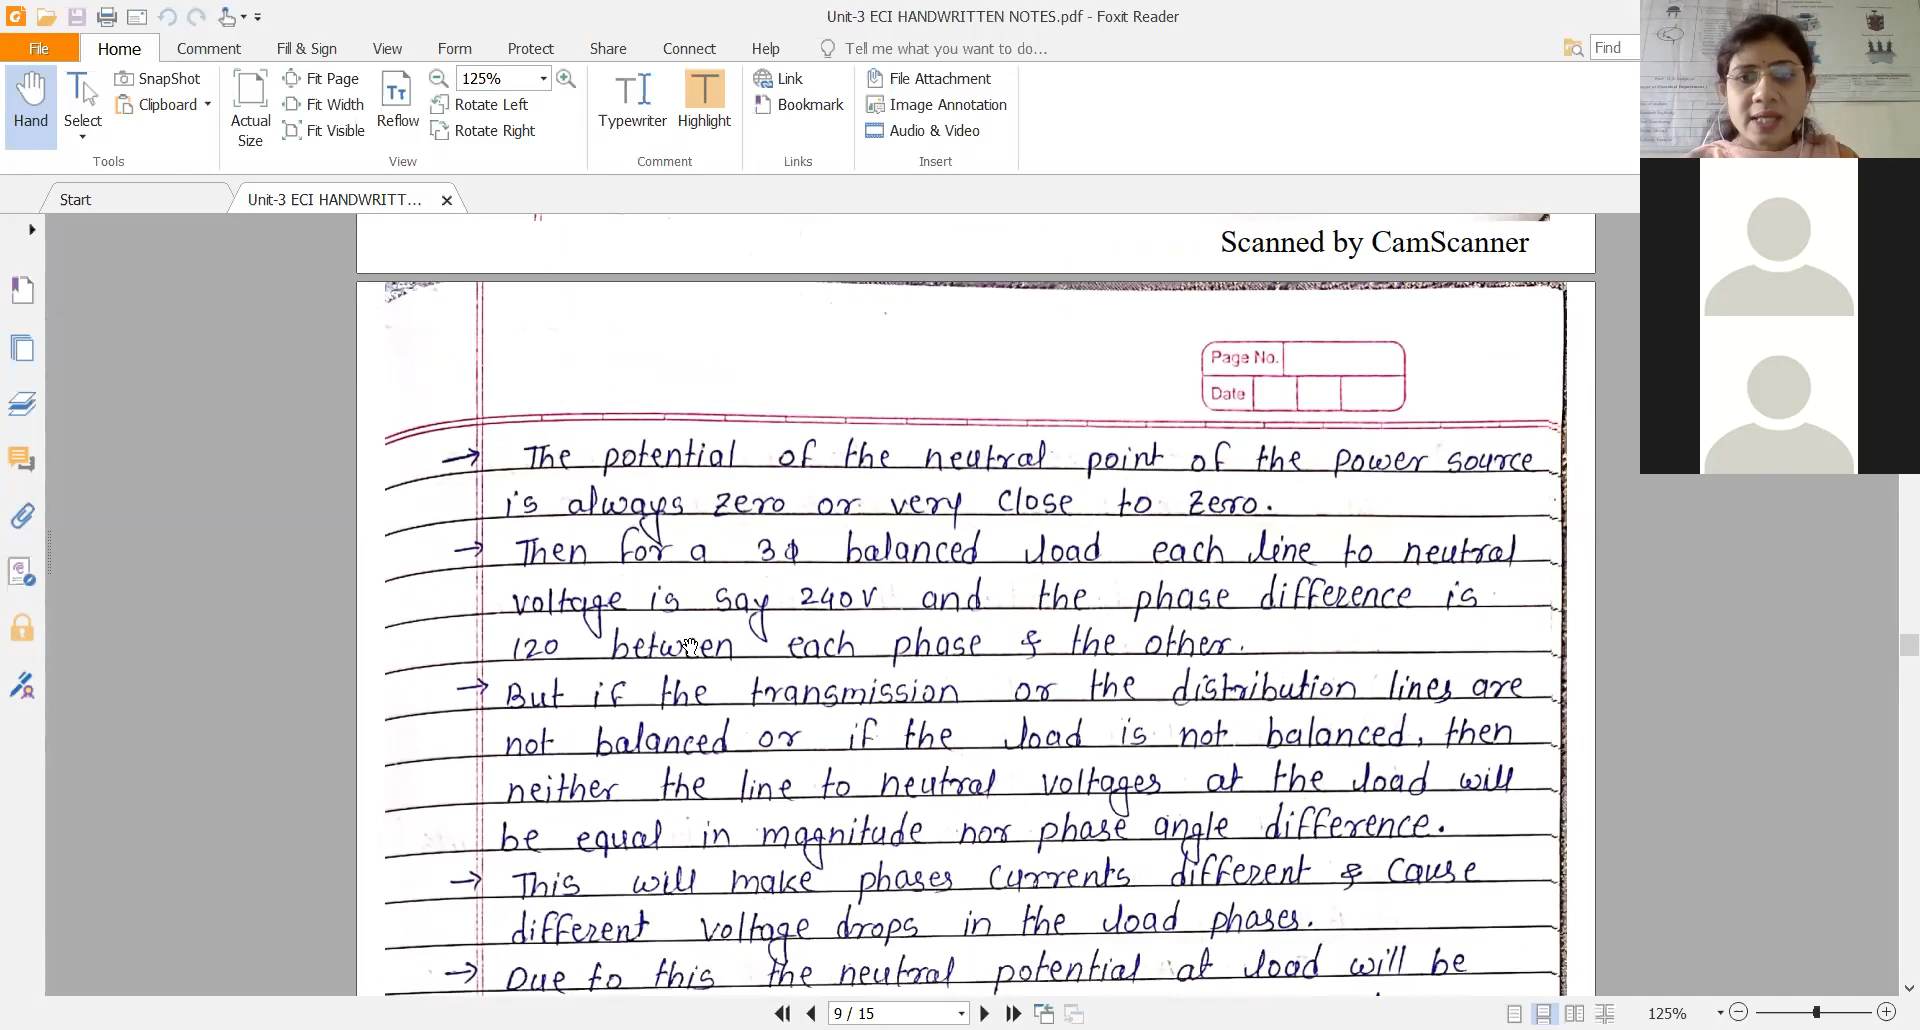 Unit-3 ECI HANDWRITTEN NOTES.pdf - Foxit Reader
File Home Comment Fill & Sign View Form Protect Share Connect Help Tell me what you want to do... Find
Hand
Select
SnapShot
Clipboard
Tools
Actual
Size
Fit Page
Fit Width
Fit Visible
Reflow
125%
Rotate Left
Rotate Right
View
Typewriter
Highlight
Comment
Link
Bookmark
Links
File Attachment
Image Annotation
Audio & Video
Insert
Start
Unit-3 ECI HANDWRITT...
Scanned by CamScanner
Page No.
Date
→ The potential of the neutral point of the power source
is always zero or very close to zero.
→ Then for a 3ϕ balanced load each line to neutral
voltage is say 240V and the phase difference is
120 between each phase & the other.
→ But if the transmission or the distribution lines are
not balanced or if the load is not balanced, then
neither the line to neutral voltages at the load will
be equal in magnitude nor phase angle difference.
→ This will make phases currents different & cause
different voltage drops in the load phases.
→ Due to this the neutral potential at load will be
9 / 15
125%